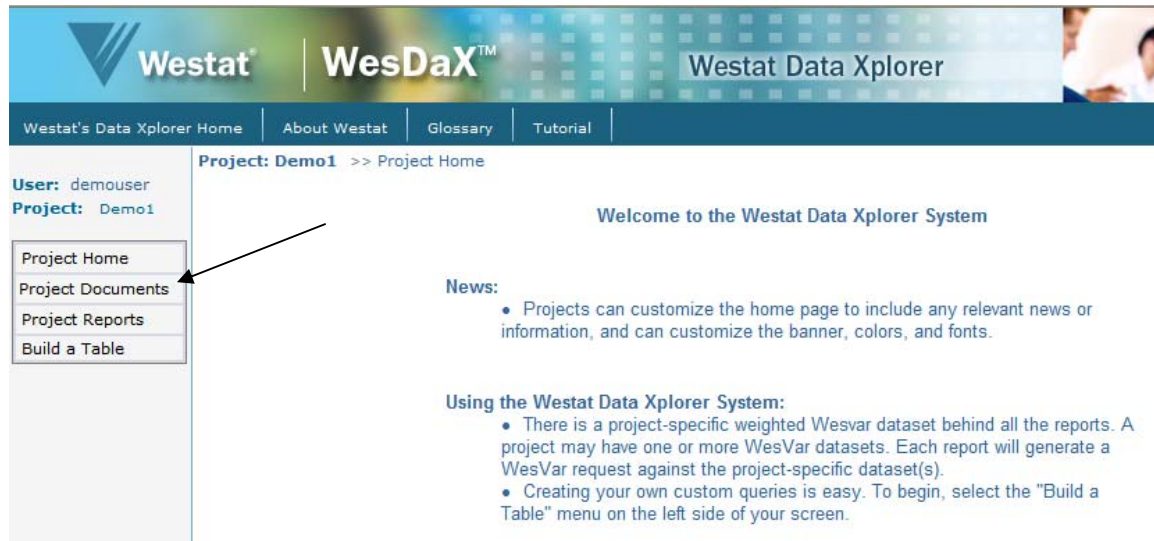 Westat® WesDaX™ Westat Data Xplorer
Westat's Data Xplorer Home About Westat Glossary Tutorial
Project: Demo1 >> Project Home
User: demouser
Project: Demo1
Project Home
Project Documents
Project Reports
Build a Table
Welcome to the Westat Data Xplorer System
News:
• Projects can customize the home page to include any relevant news or
information, and can customize the banner, colors, and fonts.
Using the Westat Data Xplorer System:
• There is a project-specific weighted Wesvar dataset behind all the reports. A
project may have one or more WesVar datasets. Each report will generate a
WesVar request against the project-specific dataset(s).
• Creating your own custom queries is easy. To begin, select the "Build a
Table" menu on the left side of your screen.